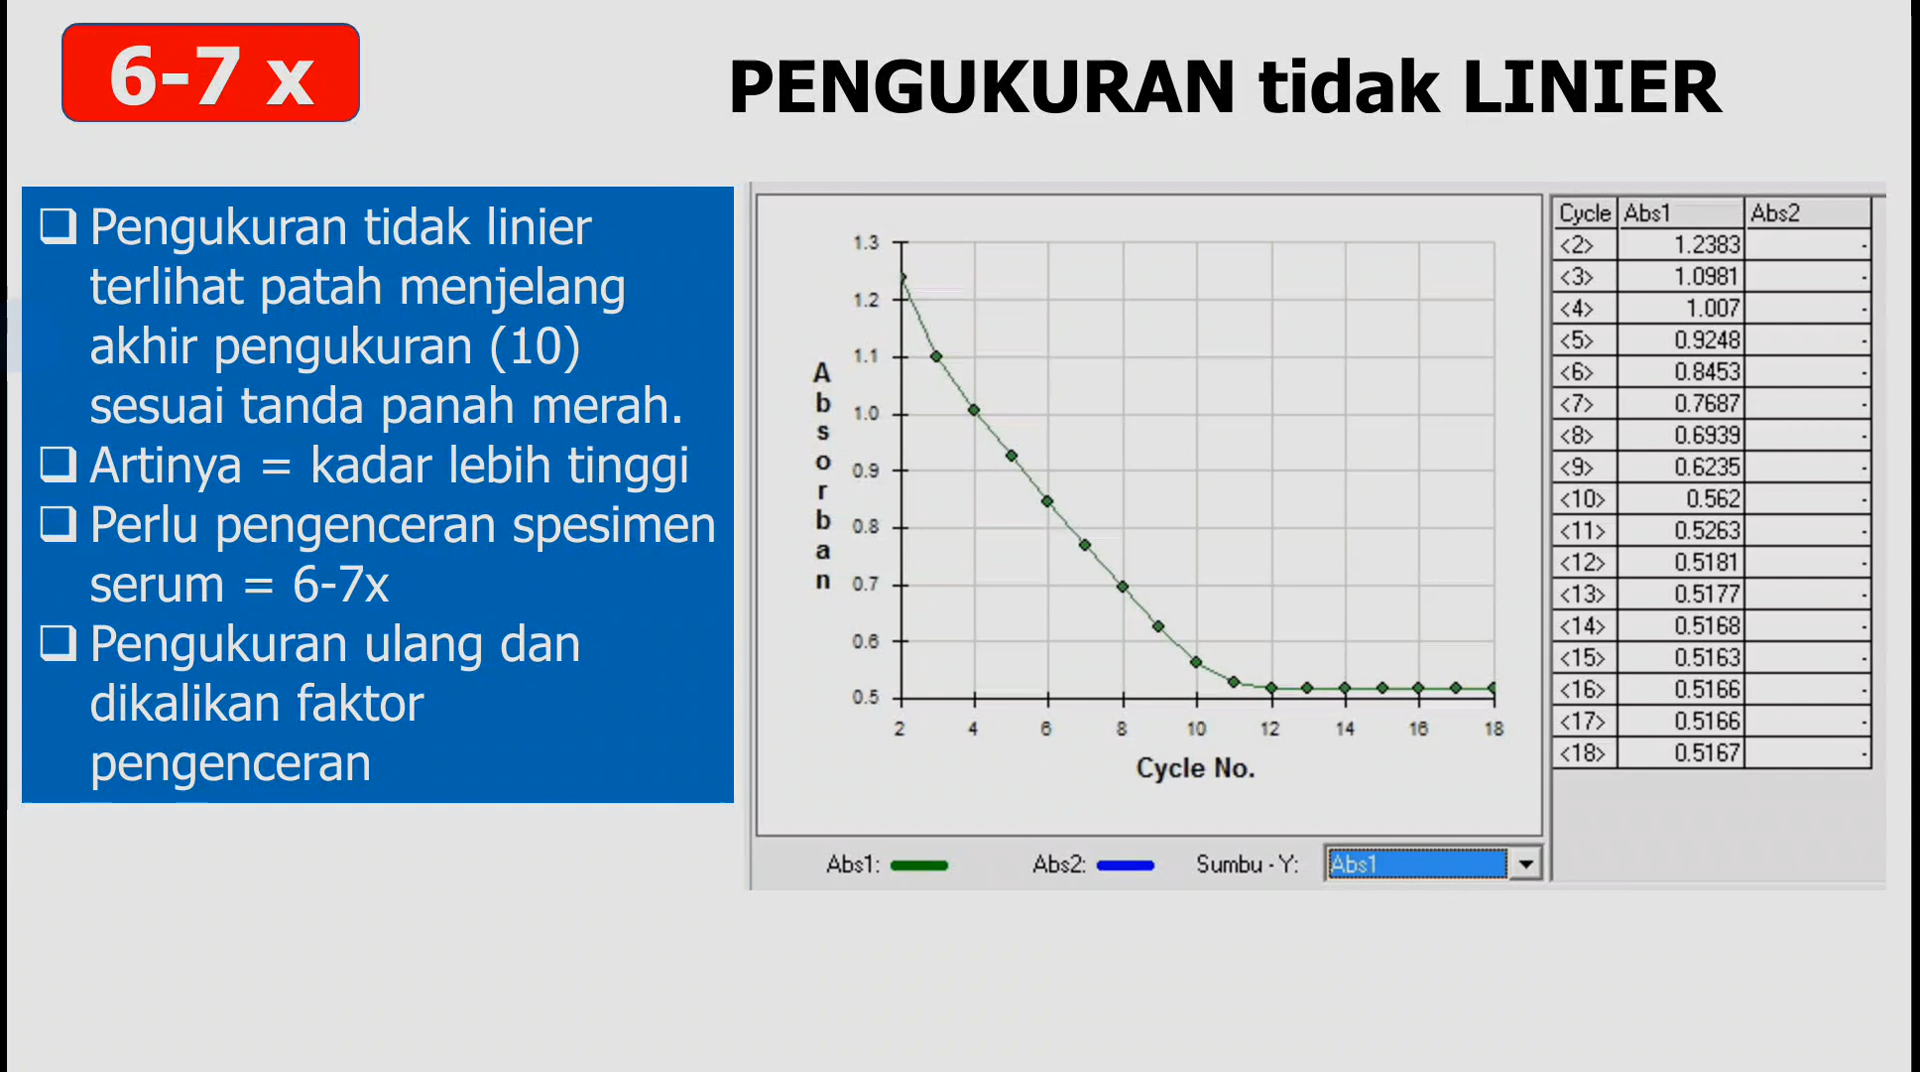 6-7 x
PENGUKURAN tidak LINIER
Pengukuran tidak linier
terlihat patah menjelang
akhir pengukuran (10)
sesuai tanda panah merah.
Artinya = kadar lebih tinggi
Perlu pengenceran spesimen
serum = 6-7x
Pengukuran ulang dan
dikalikan faktor
pengenceran
Absorban
1.3
1.2
1.1
1.0
0.9
0.8
0.7
0.6
0.5
2 4 6 8 10 12 14 16 18
Cycle No.
Abs1: Abs2: Sumbu - Y: Abs1
Cycle Abs1 Abs2
<2> 1.2383 -
<3> 1.0981 -
<4> 1.007 -
<5> 0.9248 -
<6> 0.8453 -
<7> 0.7687 -
<8> 0.6939 -
<9> 0.6235 -
<10> 0.562 -
<11> 0.5263 -
<12> 0.5181 -
<13> 0.5177 -
<14> 0.5168 -
<15> 0.5163 -
<16> 0.5166 -
<17> 0.5166 -
<18> 0.5167 -